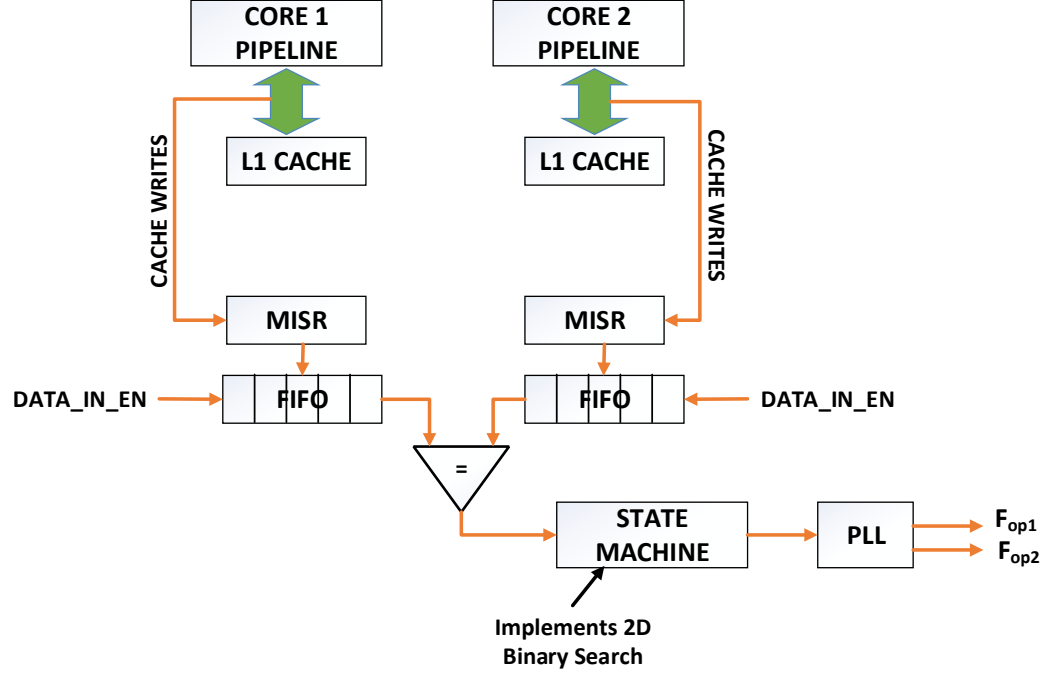 CORE 1
PIPELINE
CORE 2
PIPELINE
L1 CACHE
L1 CACHE
CACHE WRITES
CACHE WRITES
MISR
MISR
DATA_IN_EN
FIFO
FIFO
DATA_IN_EN
=
STATE
MACHINE
PLL
Fop1
Fop2
Implements 2D
Binary Search